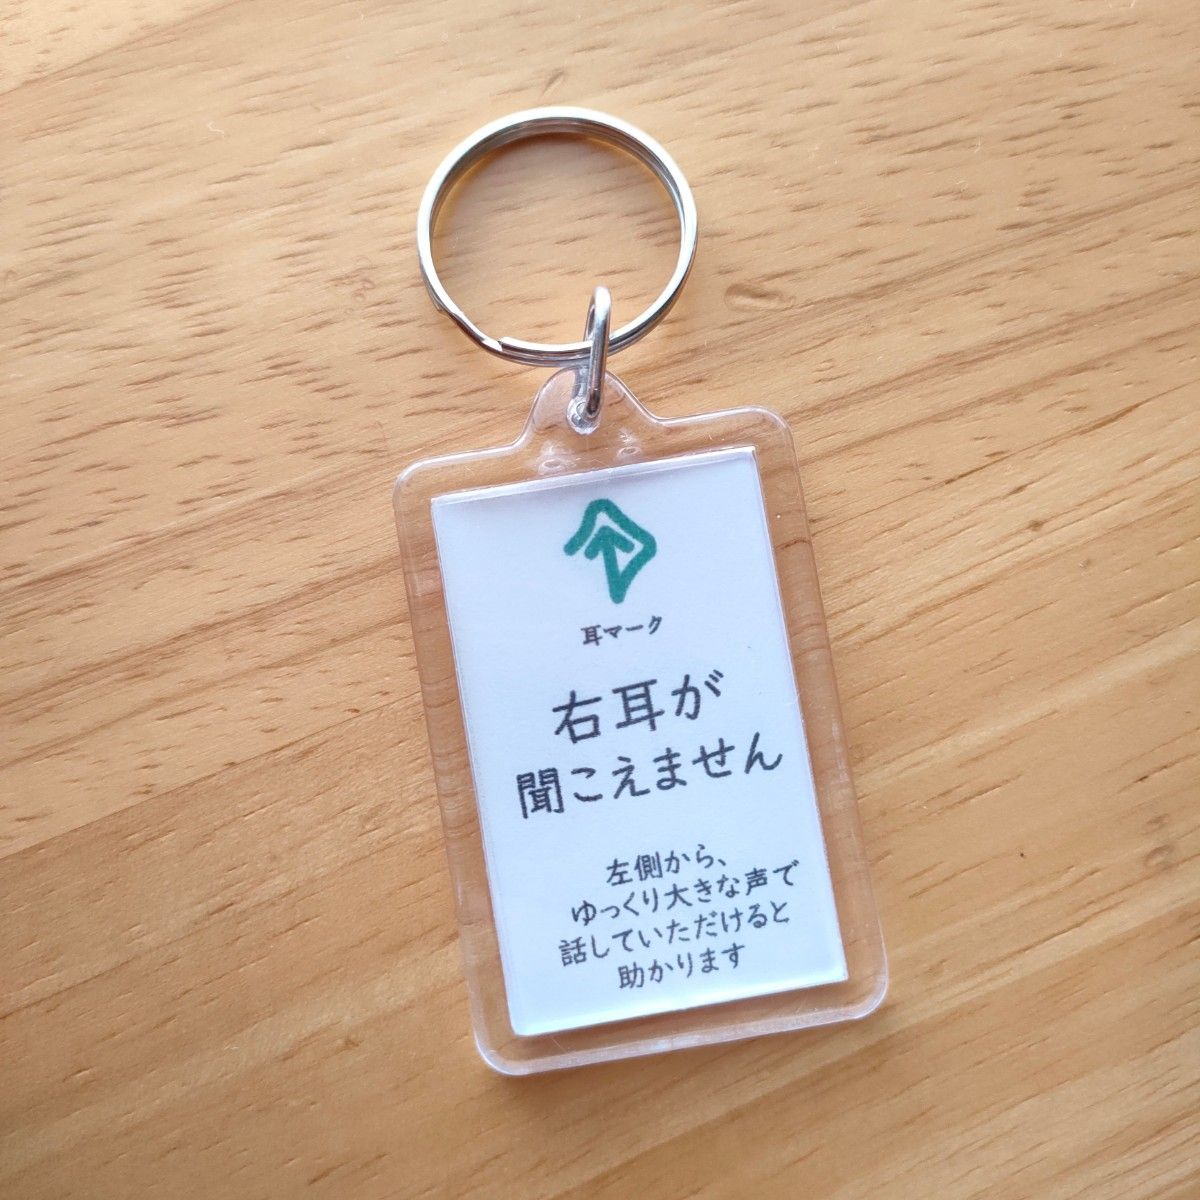 耳マーク
右耳が
聞こえません
左側から、
ゆっくり大きな声で
話していただけると
助かります